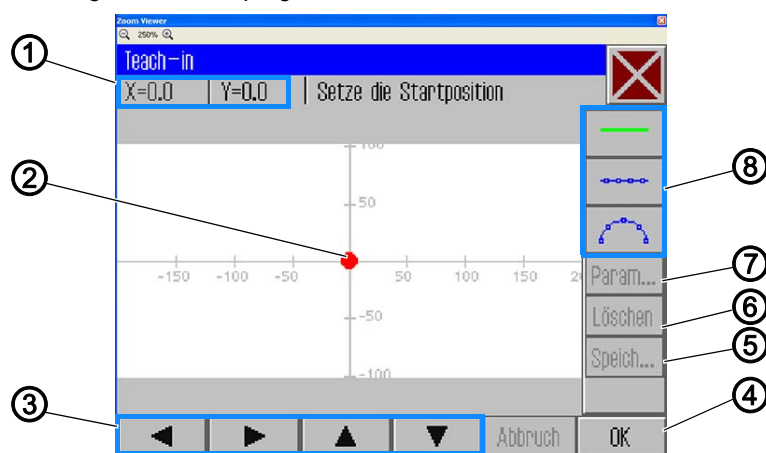 Zoom Viewer
250%
Teach-in
X=0.0 Y=0.0 Setze die Startposition
1
100
8
2
50
-150 -100 -50 50 100 150
7
Param...
-50
6
Löschen
5
Speich...
-100
3
4
Abbruch OK